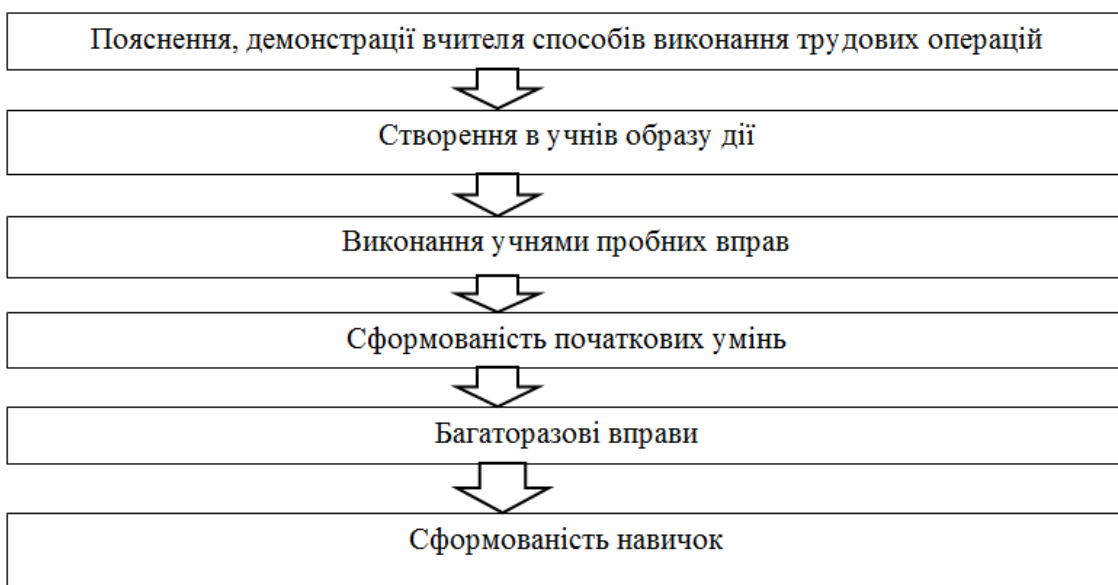 Пояснення, демонстрації вчителя способів виконання трудових операцій
Створення в учнів образу дії
Виконання учнями пробних вправ
Сформованість початкових умінь
Багаторазові вправи
Сформованість навичок